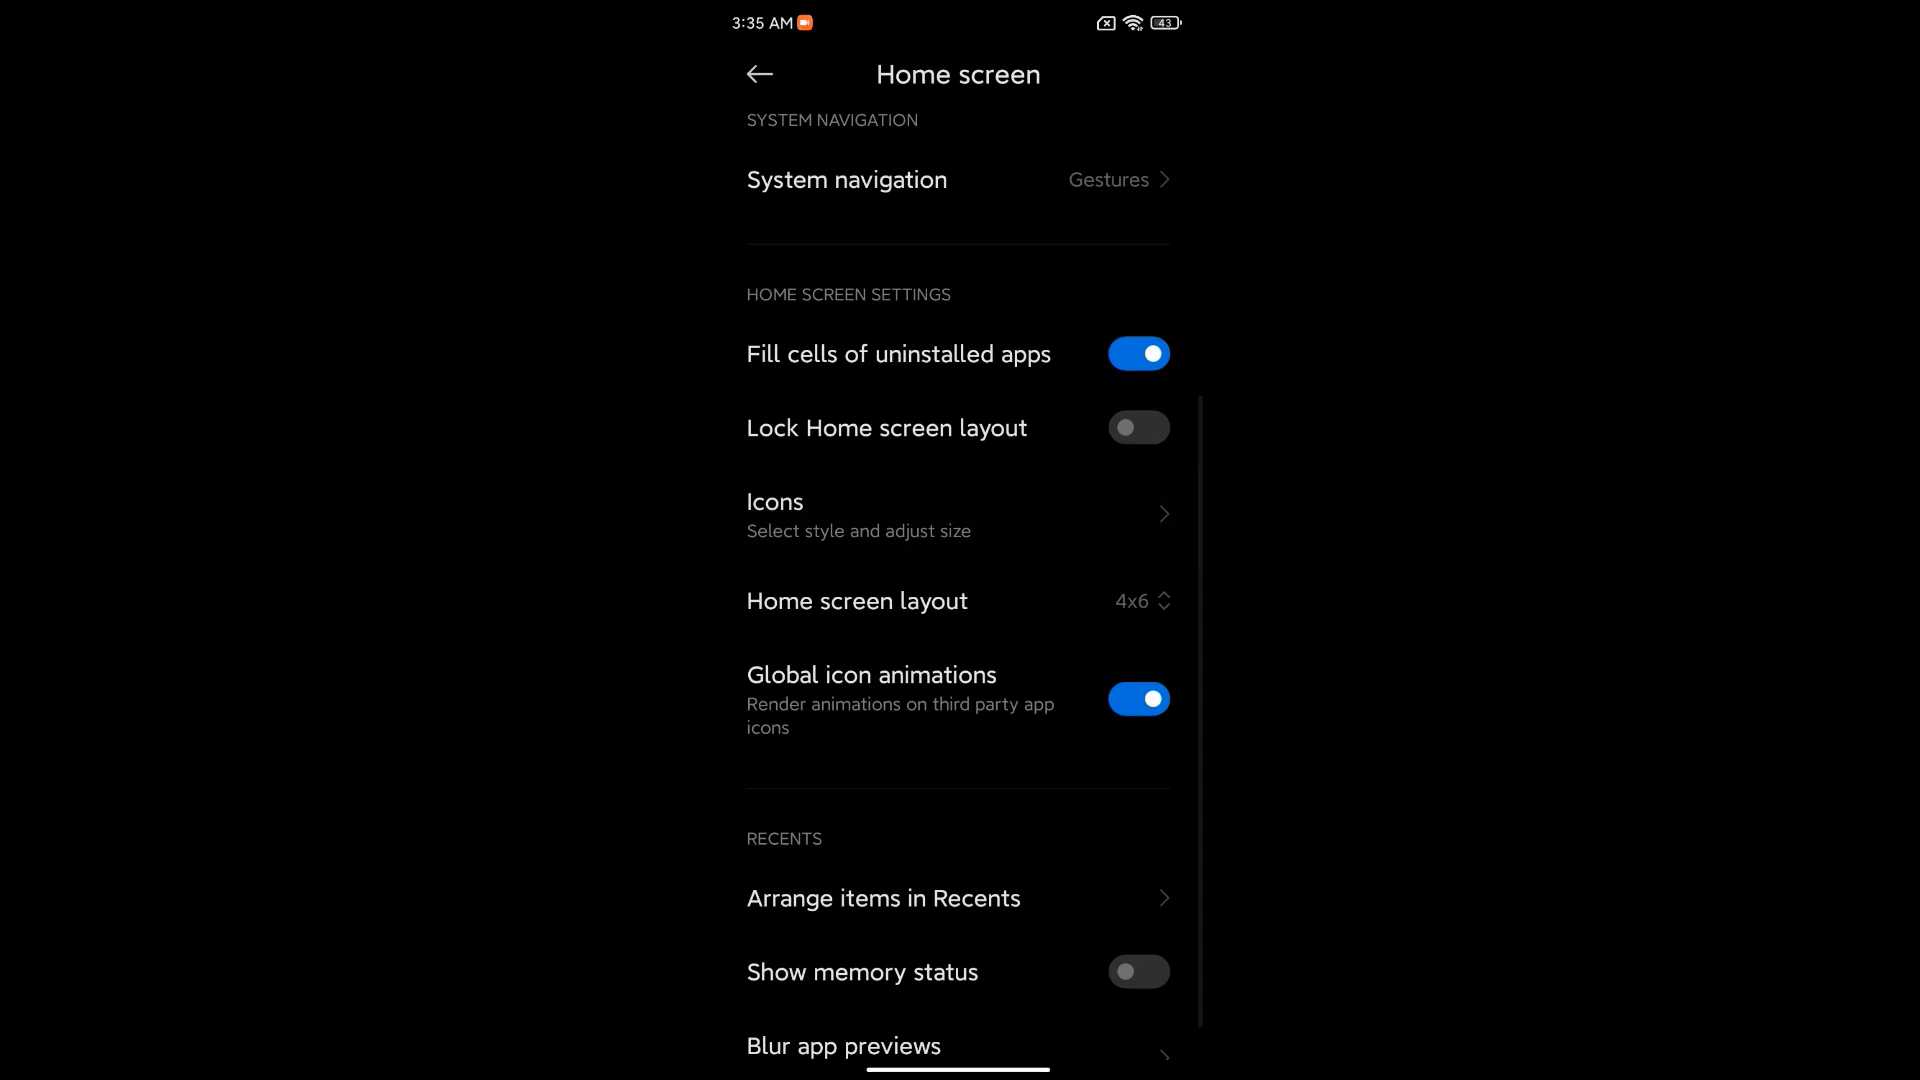 3:35 AM
43
Home screen
SYSTEM NAVIGATION
System navigation
Gestures
HOME SCREEN SETTINGS
Fill cells of uninstalled apps
Lock Home screen layout
Icons
Select style and adjust size
Home screen layout
4x6
Global icon animations
Render animations on third party app
icons
RECENTS
Arrange items in Recents
Show memory status
Blur app previews